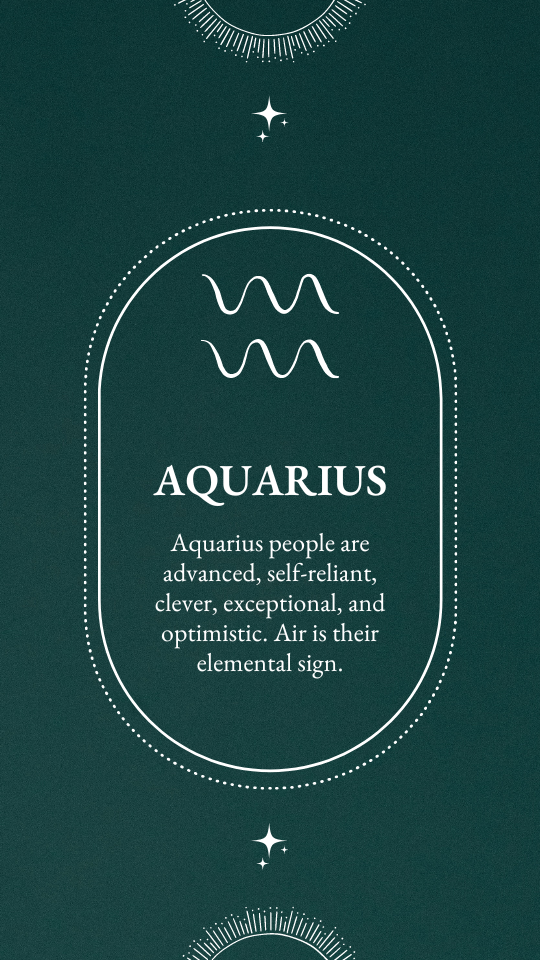 AQUARIUS
Aquarius people are
advanced, self-reliant,
clever, exceptional, and
optimistic. Air is their
elemental sign.